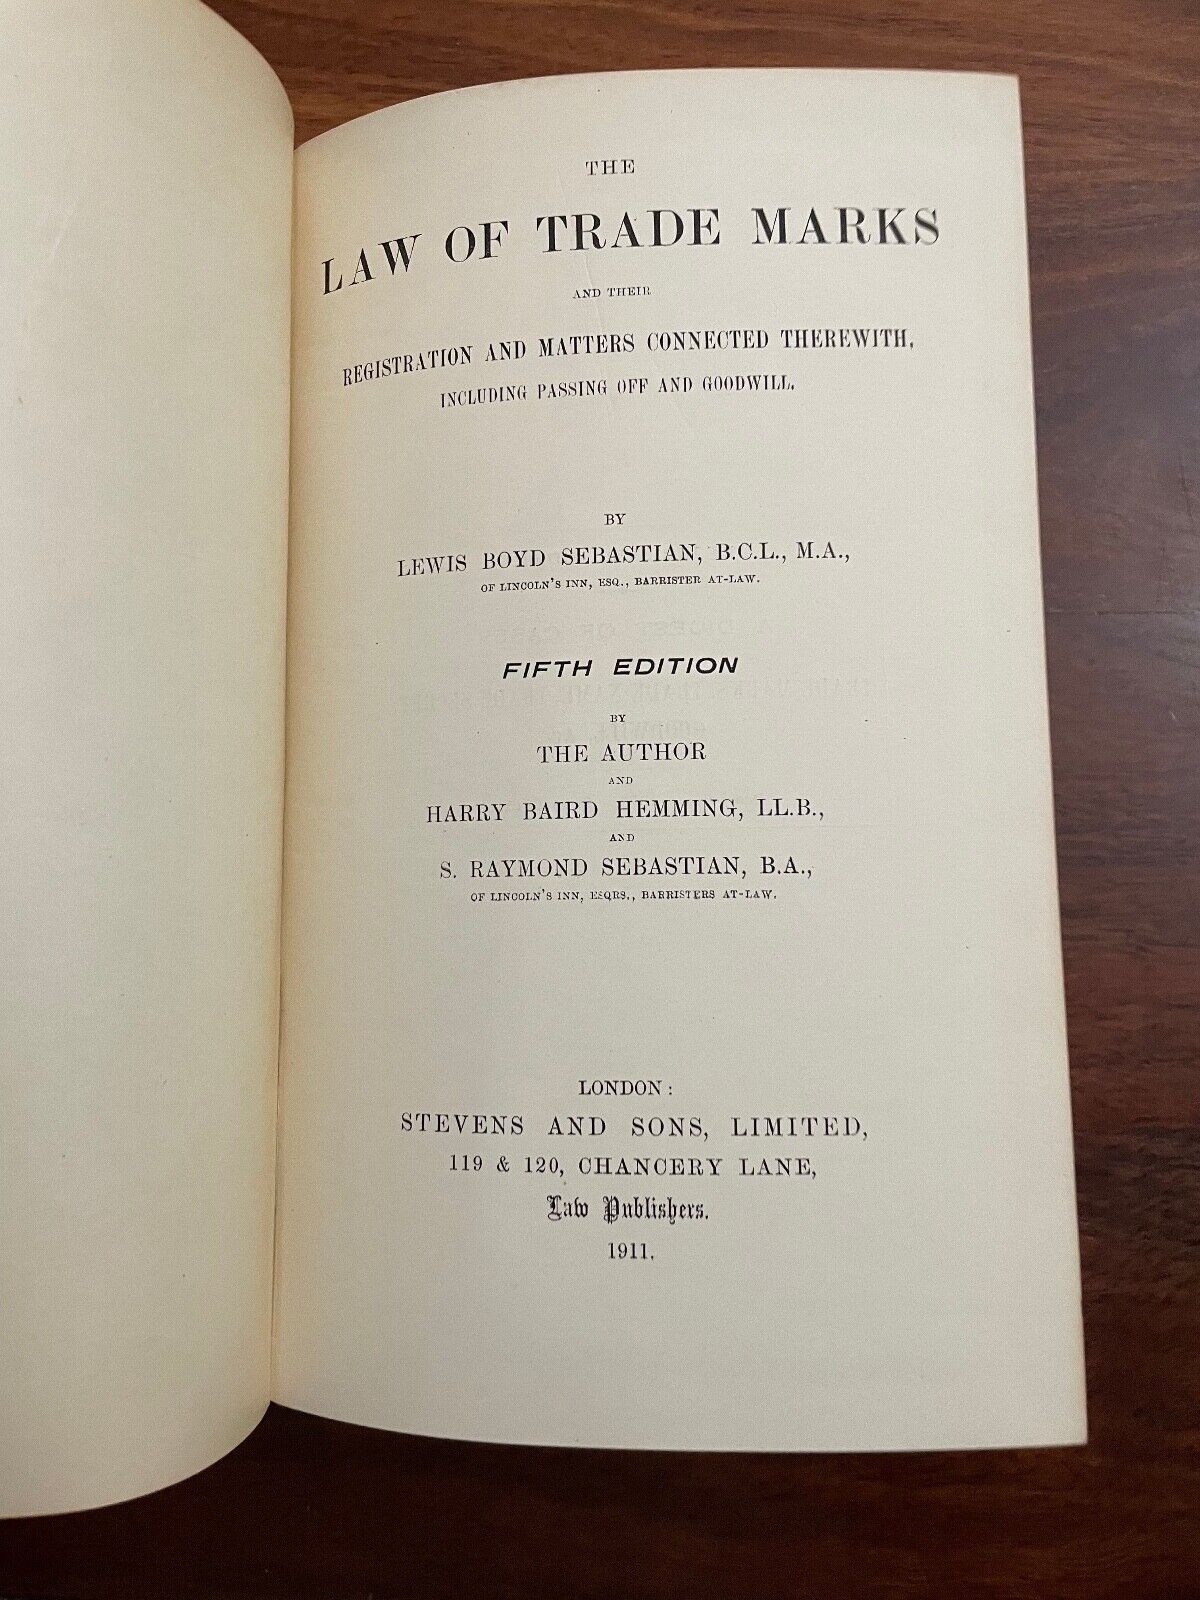 THE
LAW OF TRADE MARKS
AND THEIR
REGISTRATION AND MATTERS CONNECTED THEREWITH,
INCLUDING PASSING OFF AND GOODWILL.
BY
LEWIS BOYD SEBASTIAN, B.C.L., M.A.,
OF LINCOLN'S INN, ESQ., BARRISTER AT-LAW.
FIFTH EDITION
BY
THE AUTHOR
AND
HARRY BAIRD HEMMING, LL.B.,
AND
S. RAYMOND SEBASTIAN, B.A.,
OF LINCOLN'S INN, ESQRS., BARRISTERS AT-LAW.
LONDON:
STEVENS AND SONS, LIMITED,
119 & 120, CHANCERY LANE,
Law Publishers.
1911.